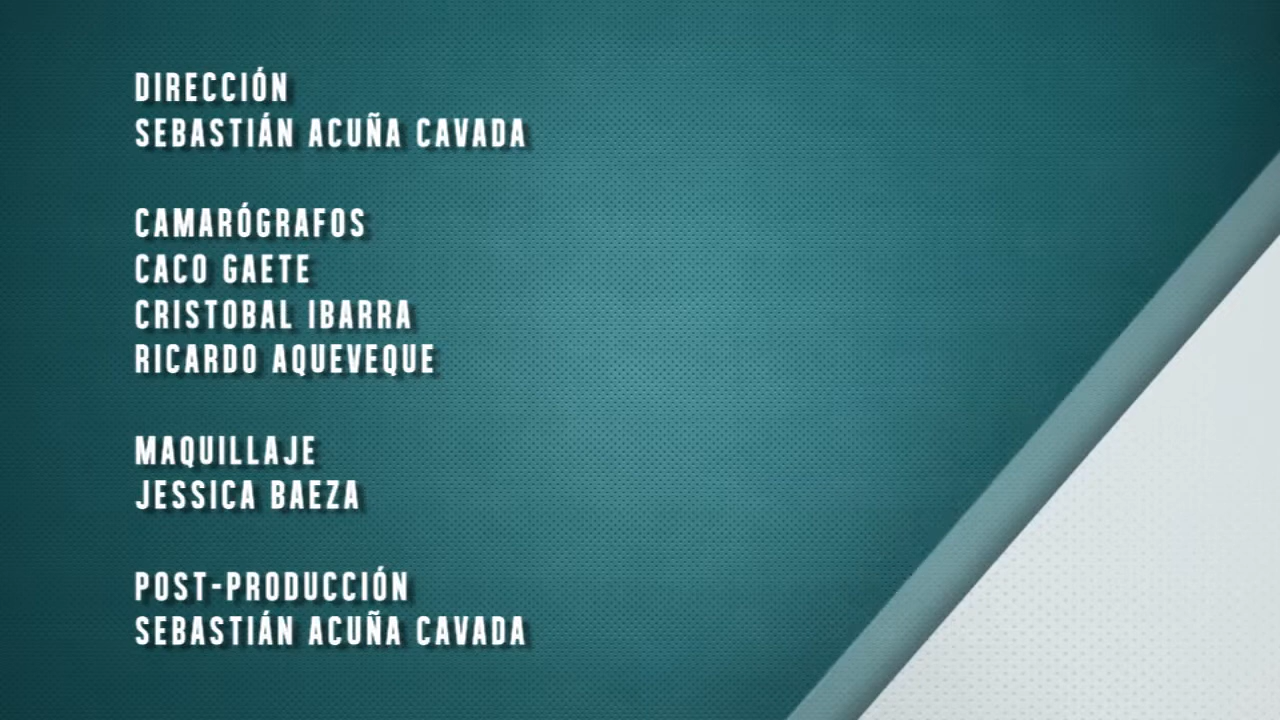 DIRECCIÓN
SEBASTIÁN ACUÑA CAVADA
CAMARÓGRAFOS
CACO GAETE
CRISTOBAL IBARRA
RICARDO AQUEVEQUE
MAQUILLAJE
JESSICA BAEZA
POST-PRODUCCIÓN
SEBASTIÁN ACUÑA CAVADA